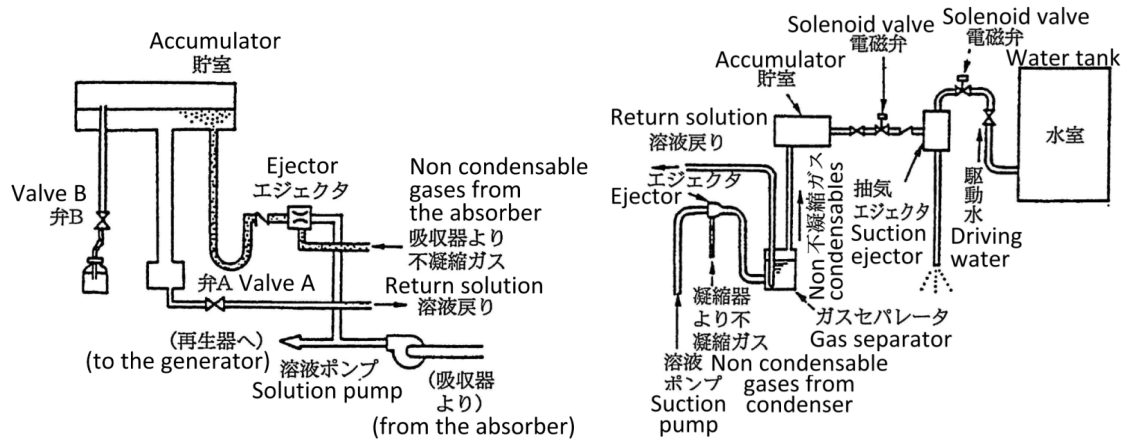 Accumulator
貯室
Ejector
エジェクタ
Non condensable
gases from
the absorber
吸収器より
不凝縮ガス
Valve B
弁B
弁A Valve A
Return solution
溶液戻り
(再生器へ)
(to the generator)
溶液ポンプ
Solution pump
(吸収器
より)
(from the absorber)
Solenoid valve
電磁弁
Solenoid valve
電磁弁
Water tank
水室
Accumulator
貯室
Return solution
溶液戻り
エジェクタ
Ejector
Non 不凝縮ガス
condensables
抽気
エジェクタ
Suction
ejector
駆動水
Driving
water
ガスセパレータ
Gas separator
凝縮器
より不
凝縮ガス
Non condensable
gases from
condenser
溶液
ポンプ
Suction
pump